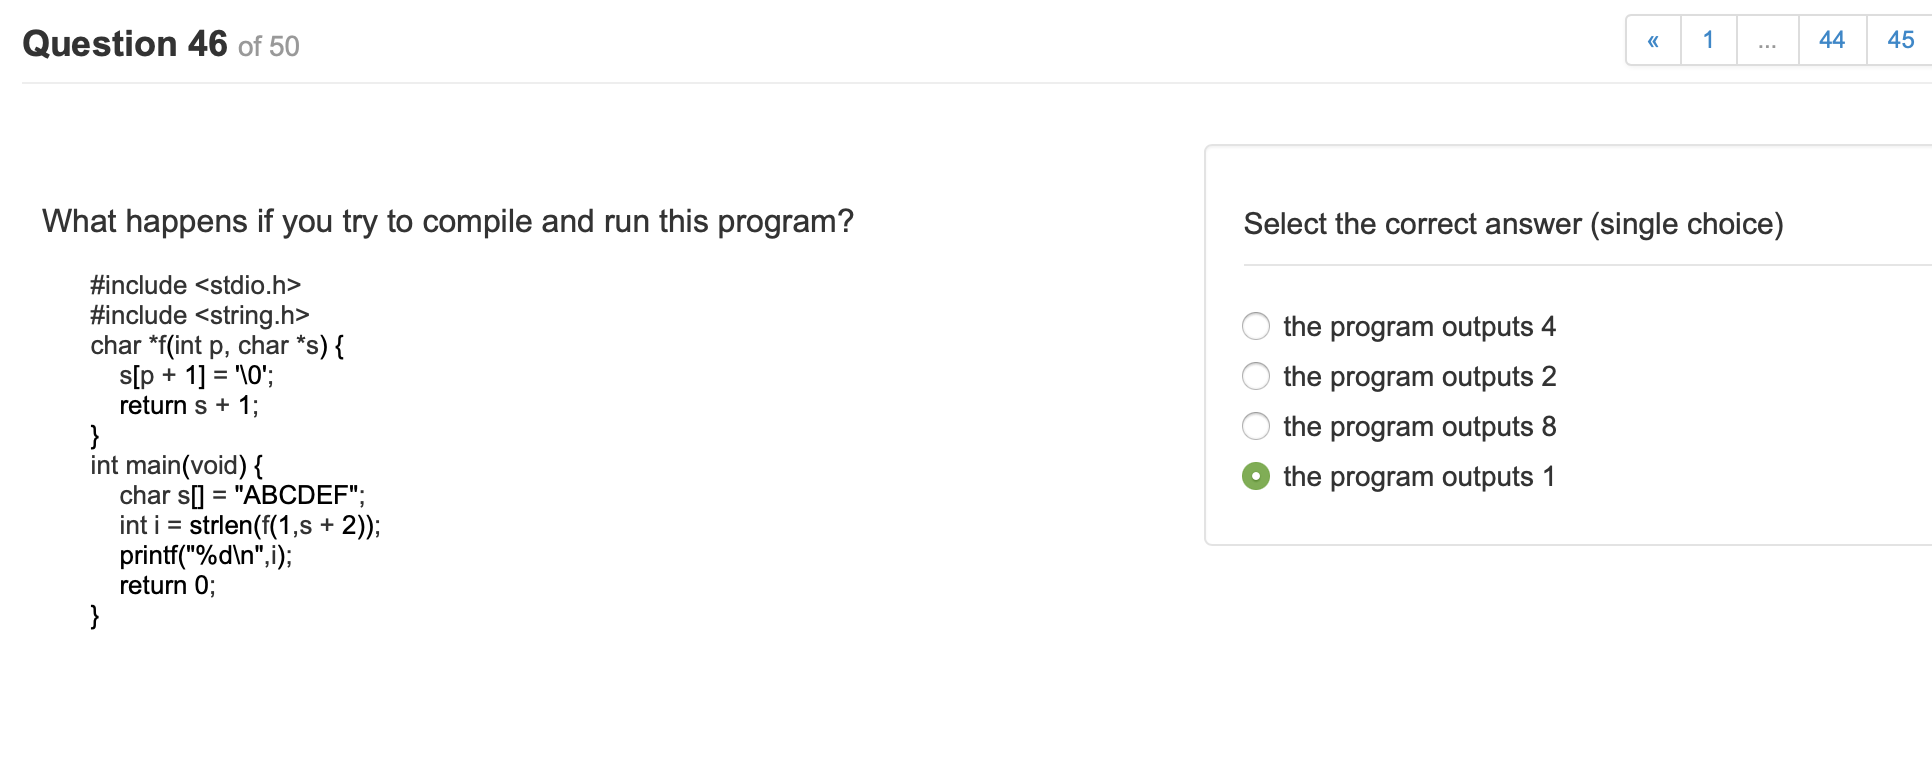 Question 46 of 50
« 1 ... 44 45
What happens if you try to compile and run this program?
#include <stdio.h>
#include <string.h>
char *f(int p, char *s) {
    s[p + 1] = '\0';
    return s + 1;
}
int main(void) {
    char s[] = "ABCDEF";
    int i = strlen(f(1,s + 2));
    printf("%d\n",i);
    return 0;
}
Select the correct answer (single choice)
the program outputs 4
the program outputs 2
the program outputs 8
the program outputs 1